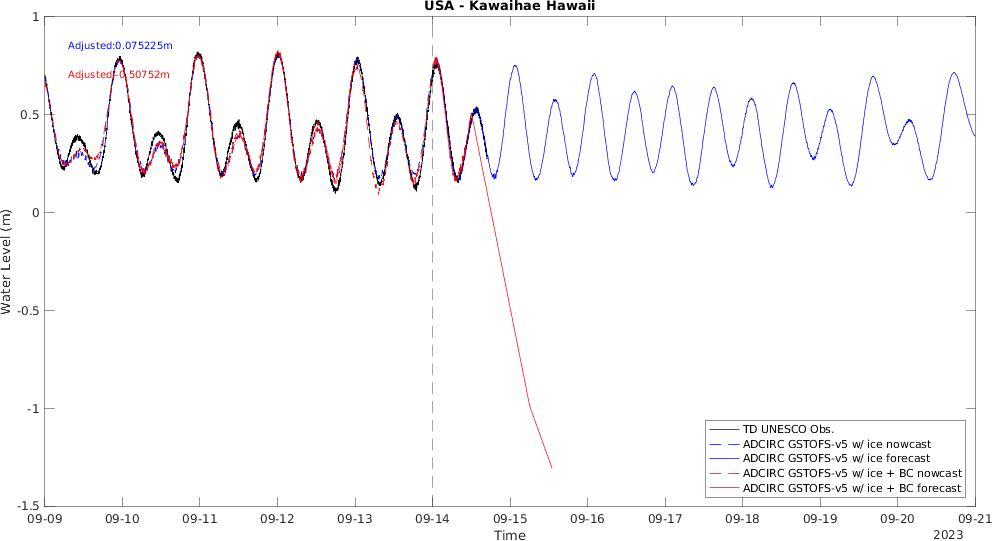 USA - Kawaihae Hawaii
Adjusted:0.075225m
Adjusted:-0.50752m
Water Level (m)
1
0.5
0
-0.5
-1
-1.5
TD UNESCO Obs.
ADCIRC GSTOFS-v5 w/ ice nowcast
ADCIRC GSTOFS-v5 w/ ice forecast
ADCIRC GSTOFS-v5 w/ ice + BC nowcast
ADCIRC GSTOFS-v5 w/ ice + BC forecast
09-09 09-10 09-11 09-12 09-13 09-14 09-15 09-16 09-17 09-18 09-19 09-20 09-21
Time
2023